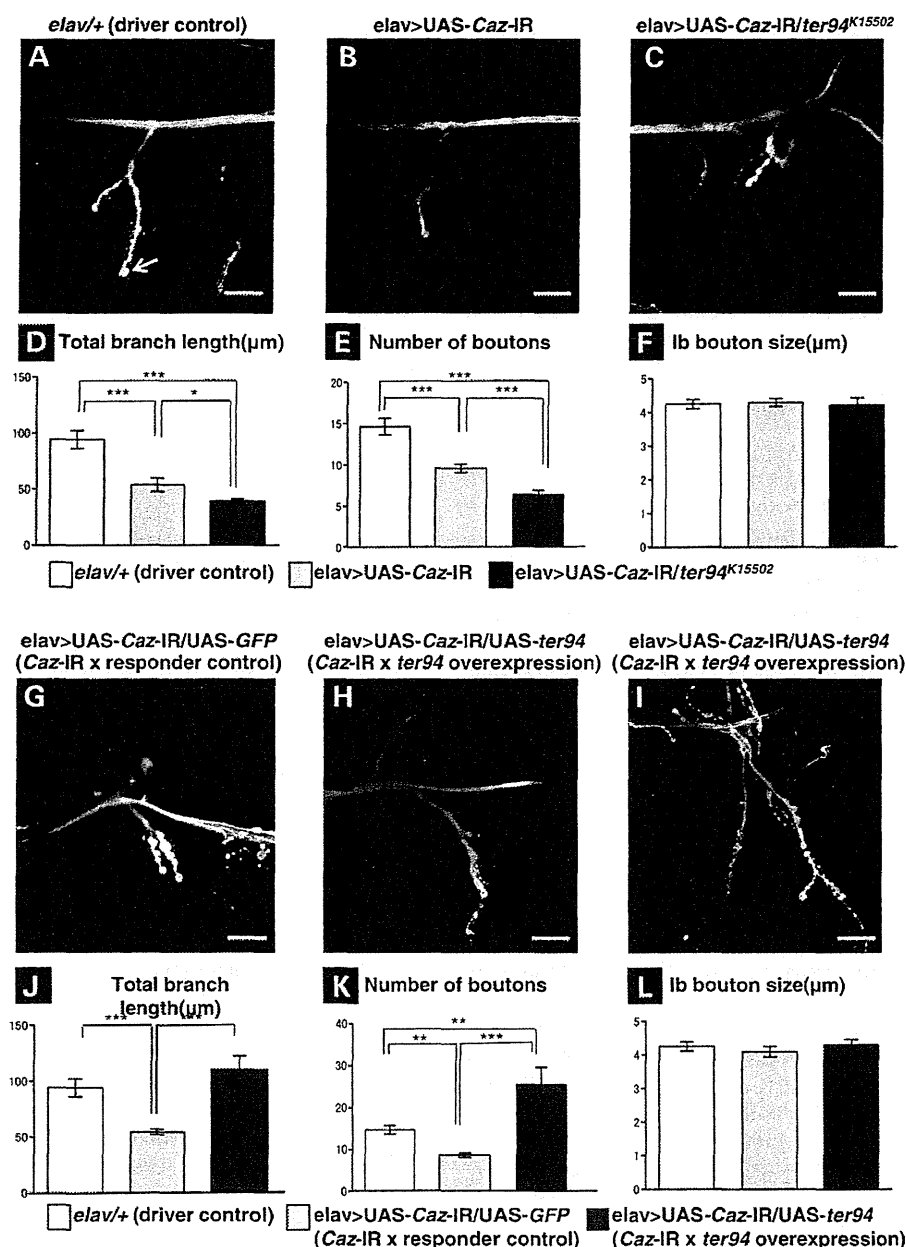 elav/+ (driver control)
elav>UAS-Caz-IR
elav>UAS-Caz-IR/ter94K15502
A
B
C
D Total branch length(µm)
E Number of boutons
F Ib bouton size(µm)
150
100
50
0
***
***
*
20
15
10
5
0
***
***
***
5
4
3
2
1
0
elav/+ (driver control)
elav>UAS-Caz-IR
elav>UAS-Caz-IR/ter94K15502
elav>UAS-Caz-IR/UAS-GFP
(Caz-IR x responder control)
elav>UAS-Caz-IR/UAS-ter94
(Caz-IR x ter94 overexpression)
elav>UAS-Caz-IR/UAS-ter94
(Caz-IR x ter94 overexpression)
G
H
I
J Total branch
length(µm)
K Number of boutons
L Ib bouton size(µm)
150
100
50
0
***
***
40
30
20
10
0
**
**
***
5
4
3
2
1
0
elav/+ (driver control)
elav>UAS-Caz-IR/UAS-GFP
(Caz-IR x responder control)
elav>UAS-Caz-IR/UAS-ter94
(Caz-IR x ter94 overexpression)